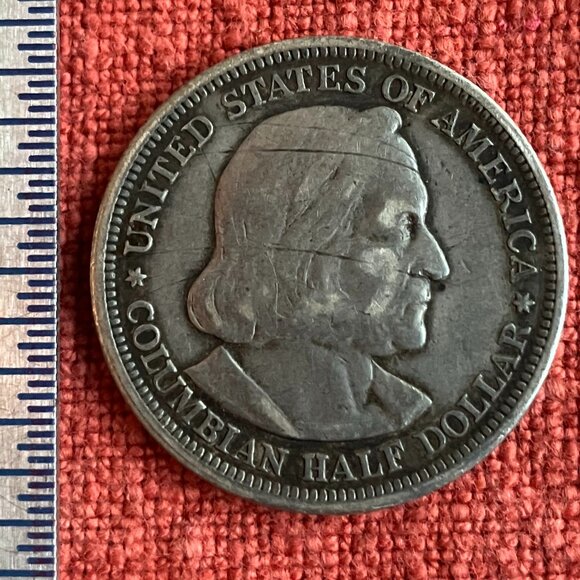 UNITED STATES OF AMERICA
★ COLUMBIAN HALF DOLLAR ★